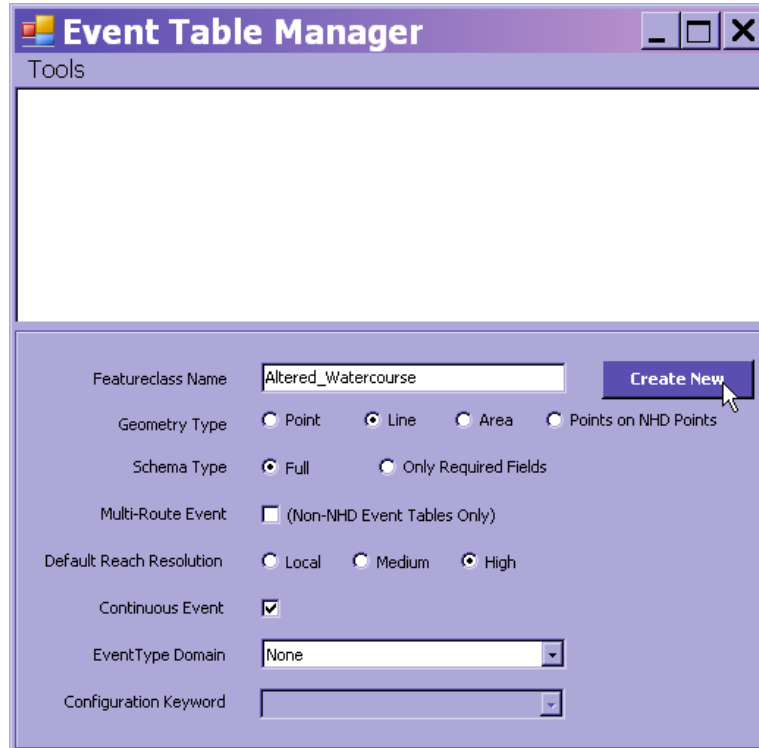 Event Table Manager
Tools
Featureclass Name Altered_Watercourse Create New
Geometry Type Point Line Area Points on NHD Points
Schema Type Full Only Required Fields
Multi-Route Event (Non-NHD Event Tables Only)
Default Reach Resolution Local Medium High
Continuous Event
EventType Domain None
Configuration Keyword